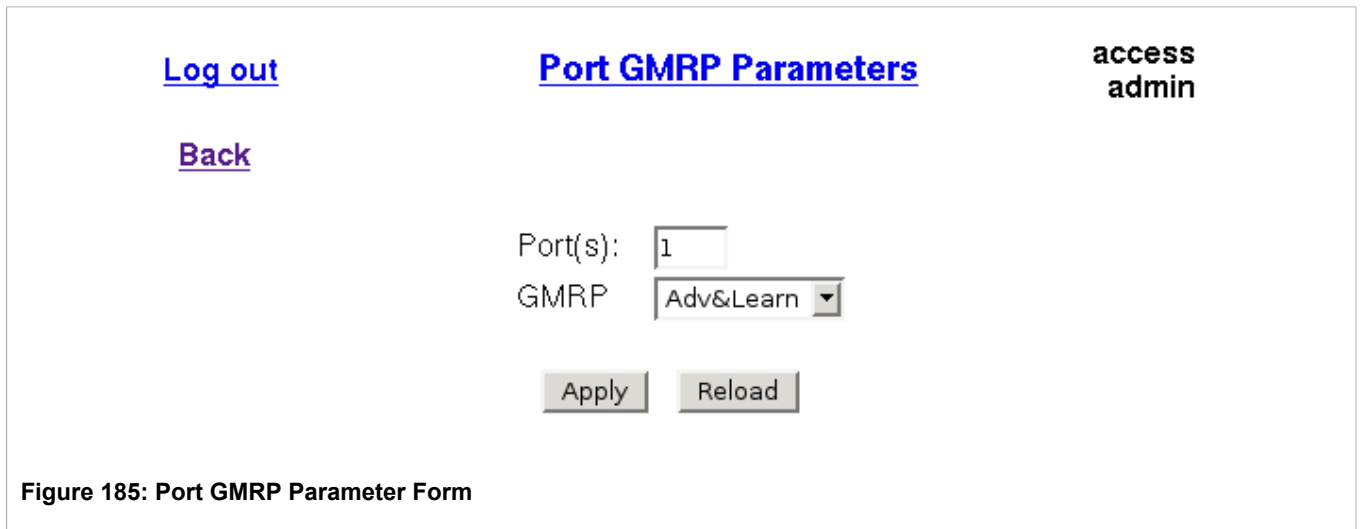 Log out
Port GMRP Parameters
access
admin
Back
Port(s): 1
GMRP Adv&Learn
Apply Reload
Figure 185: Port GMRP Parameter Form